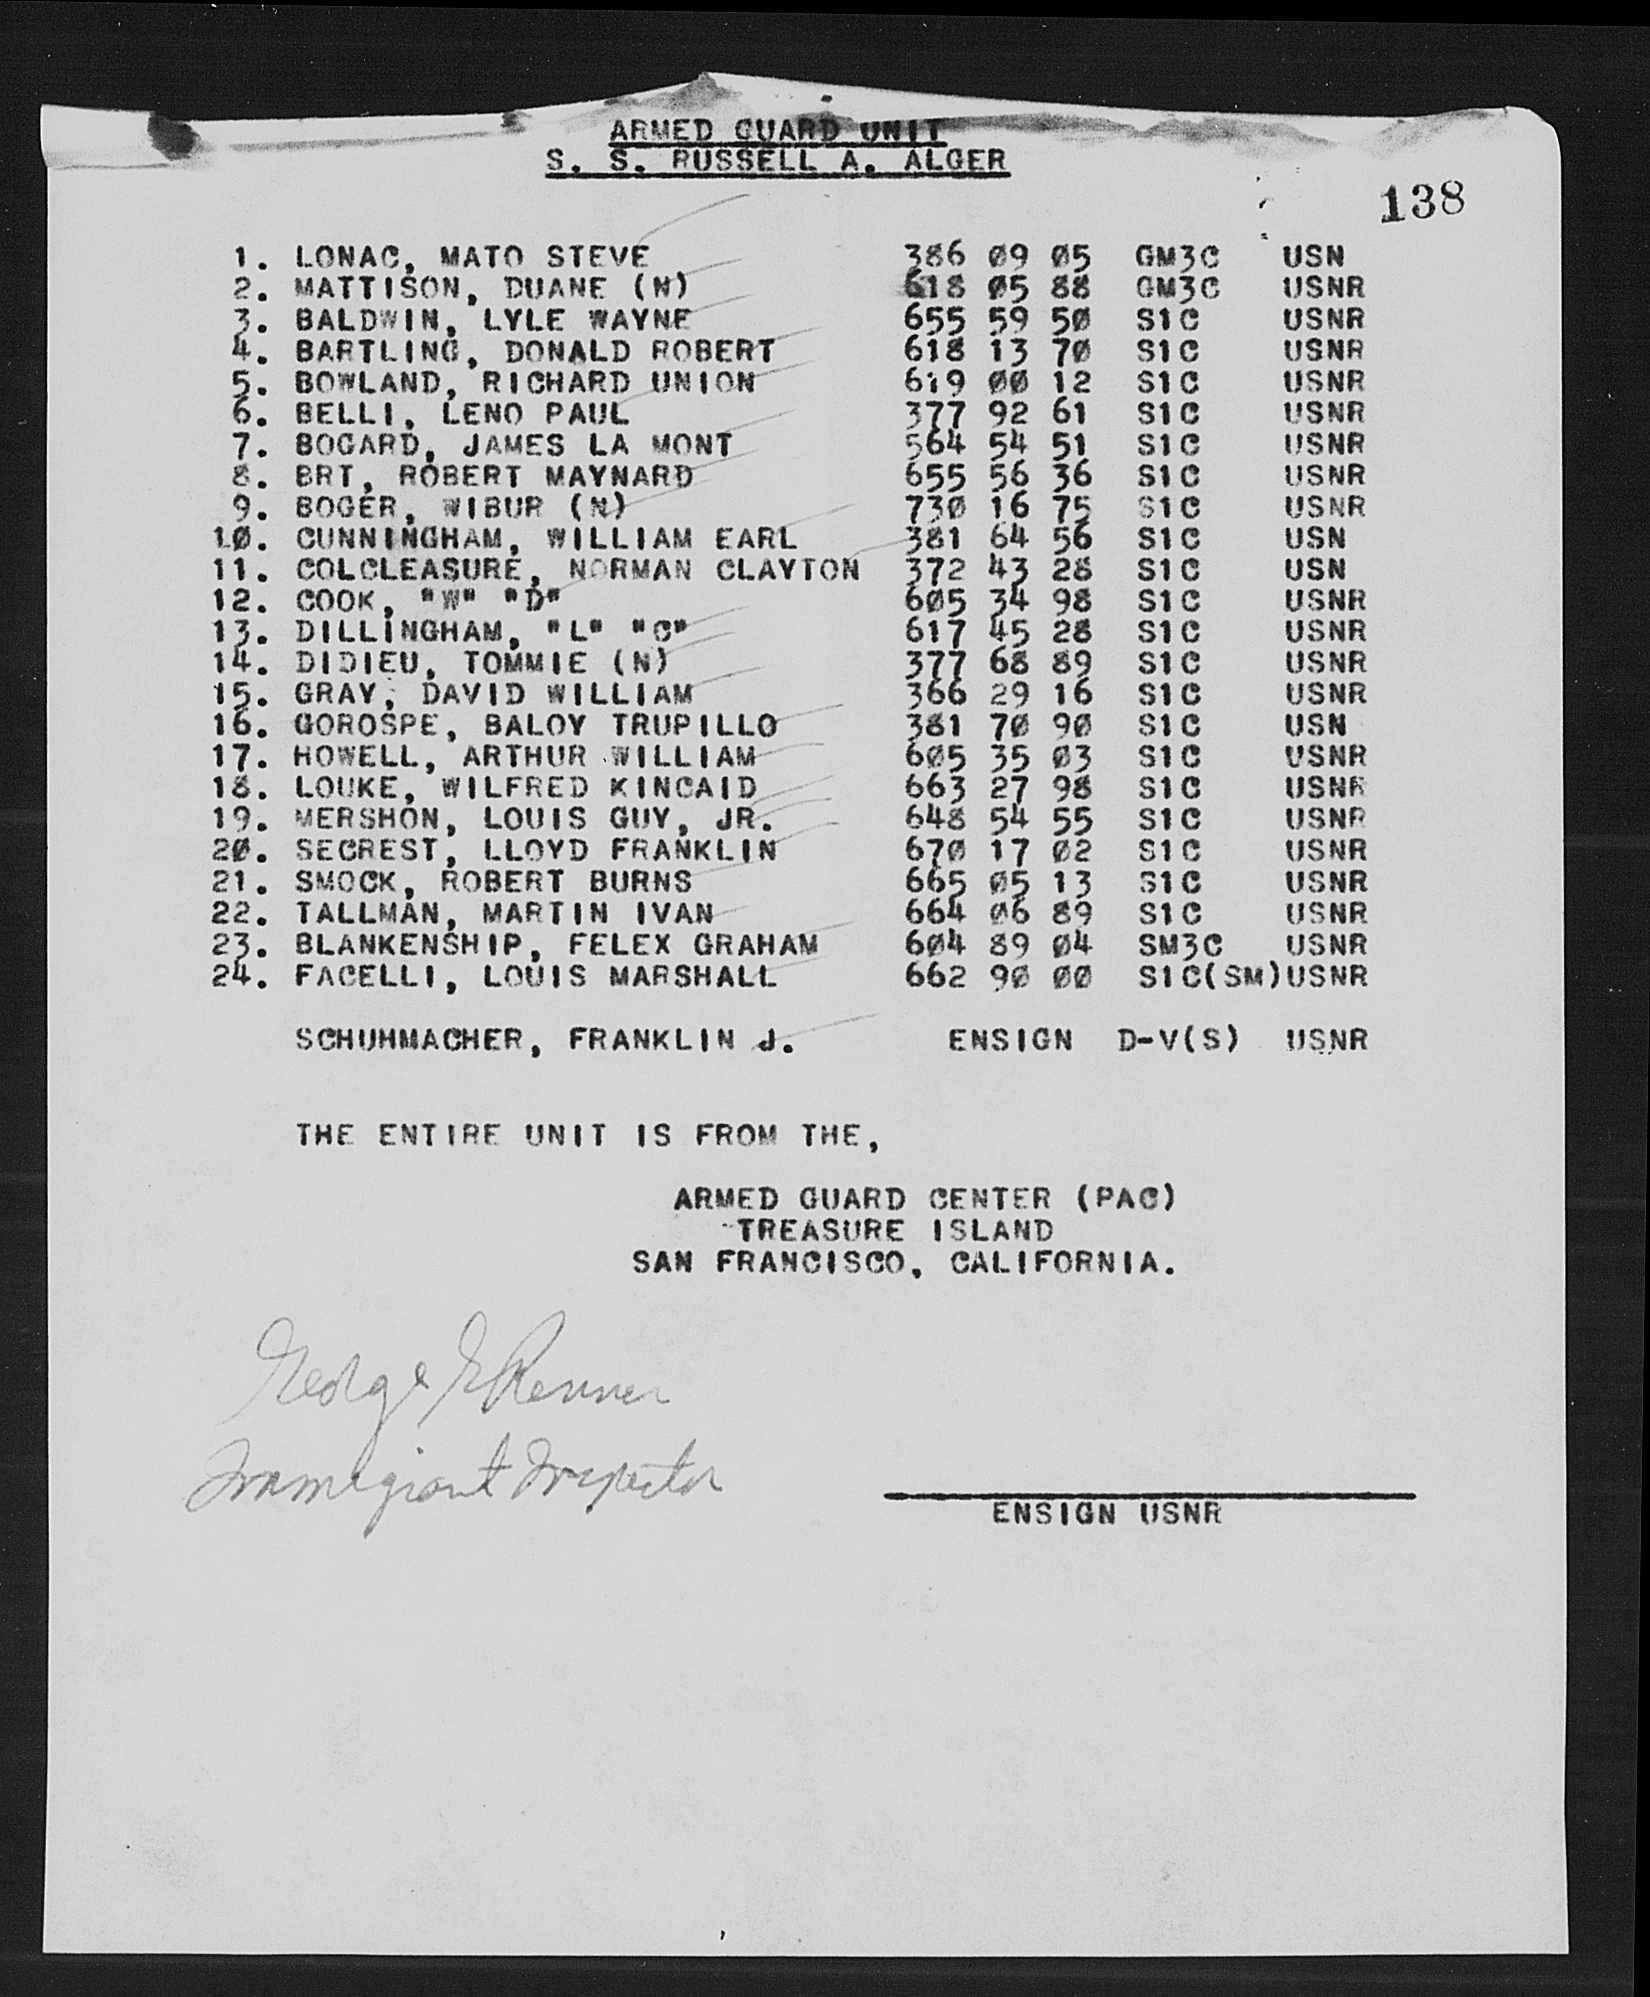 ARMED GUARD UNIT
S. S. RUSSELL A. ALGER
138
1. LONAC, MATO STEVE 386 09 05 GM3C USN
2. MATTISON, DUANE (N) 618 05 88 GM3C USNR
3. BALDWIN, LYLE WAYNE 655 59 50 S1C USNR
4. BARTLING, DONALD ROBERT 618 13 70 S1C USNR
5. BOWLAND, RICHARD UNION 619 00 12 S1C USNR
6. BELLI, LENO PAUL 377 92 61 S1C USNR
7. BOGARD, JAMES LA MONT 564 54 51 S1C USNR
8. BRT, ROBERT MAYNARD 655 56 36 S1C USNR
9. BOGER, WIBUR (N) 730 16 75 S1C USNR
10. CUNNINGHAM, WILLIAM EARL 381 64 56 S1C USN
11. COLCLEASURE, NORMAN CLAYTON 372 43 28 S1C USN
12. COOK, "W" "D" 605 34 98 S1C USNR
13. DILLINGHAM, "L" "C" 617 45 28 S1C USNR
14. DIDIEU, TOMMIE (N) 377 68 89 S1C USNR
15. GRAY, DAVID WILLIAM 366 29 16 S1C USNR
16. GOROSPE, BALOY TRUPILLO 381 70 90 S1C USN
17. HOWELL, ARTHUR WILLIAM 605 35 03 S1C USNR
18. LOUKE, WILFRED KINCAID 663 27 98 S1C USNR
19. MERSHON, LOUIS GUY, JR. 648 54 55 S1C USNR
20. SECREST, LLOYD FRANKLIN 670 17 02 S1C USNR
21. SMOCK, ROBERT BURNS 665 05 13 S1C USNR
22. TALLMAN, MARTIN IVAN 664 06 89 S1C USNR
23. BLANKENSHIP, FELEX GRAHAM 604 89 04 SM3C USNR
24. FACELLI, LOUIS MARSHALL 662 90 00 S1C(SM)USNR
SCHUHMACHER, FRANKLIN J. ENSIGN D-V(S) USNR
THE ENTIRE UNIT IS FROM THE,
ARMED GUARD CENTER (PAC)
TREASURE ISLAND
SAN FRANCISCO, CALIFORNIA.
George E Renner
Immigrant Inspector
ENSIGN USNR